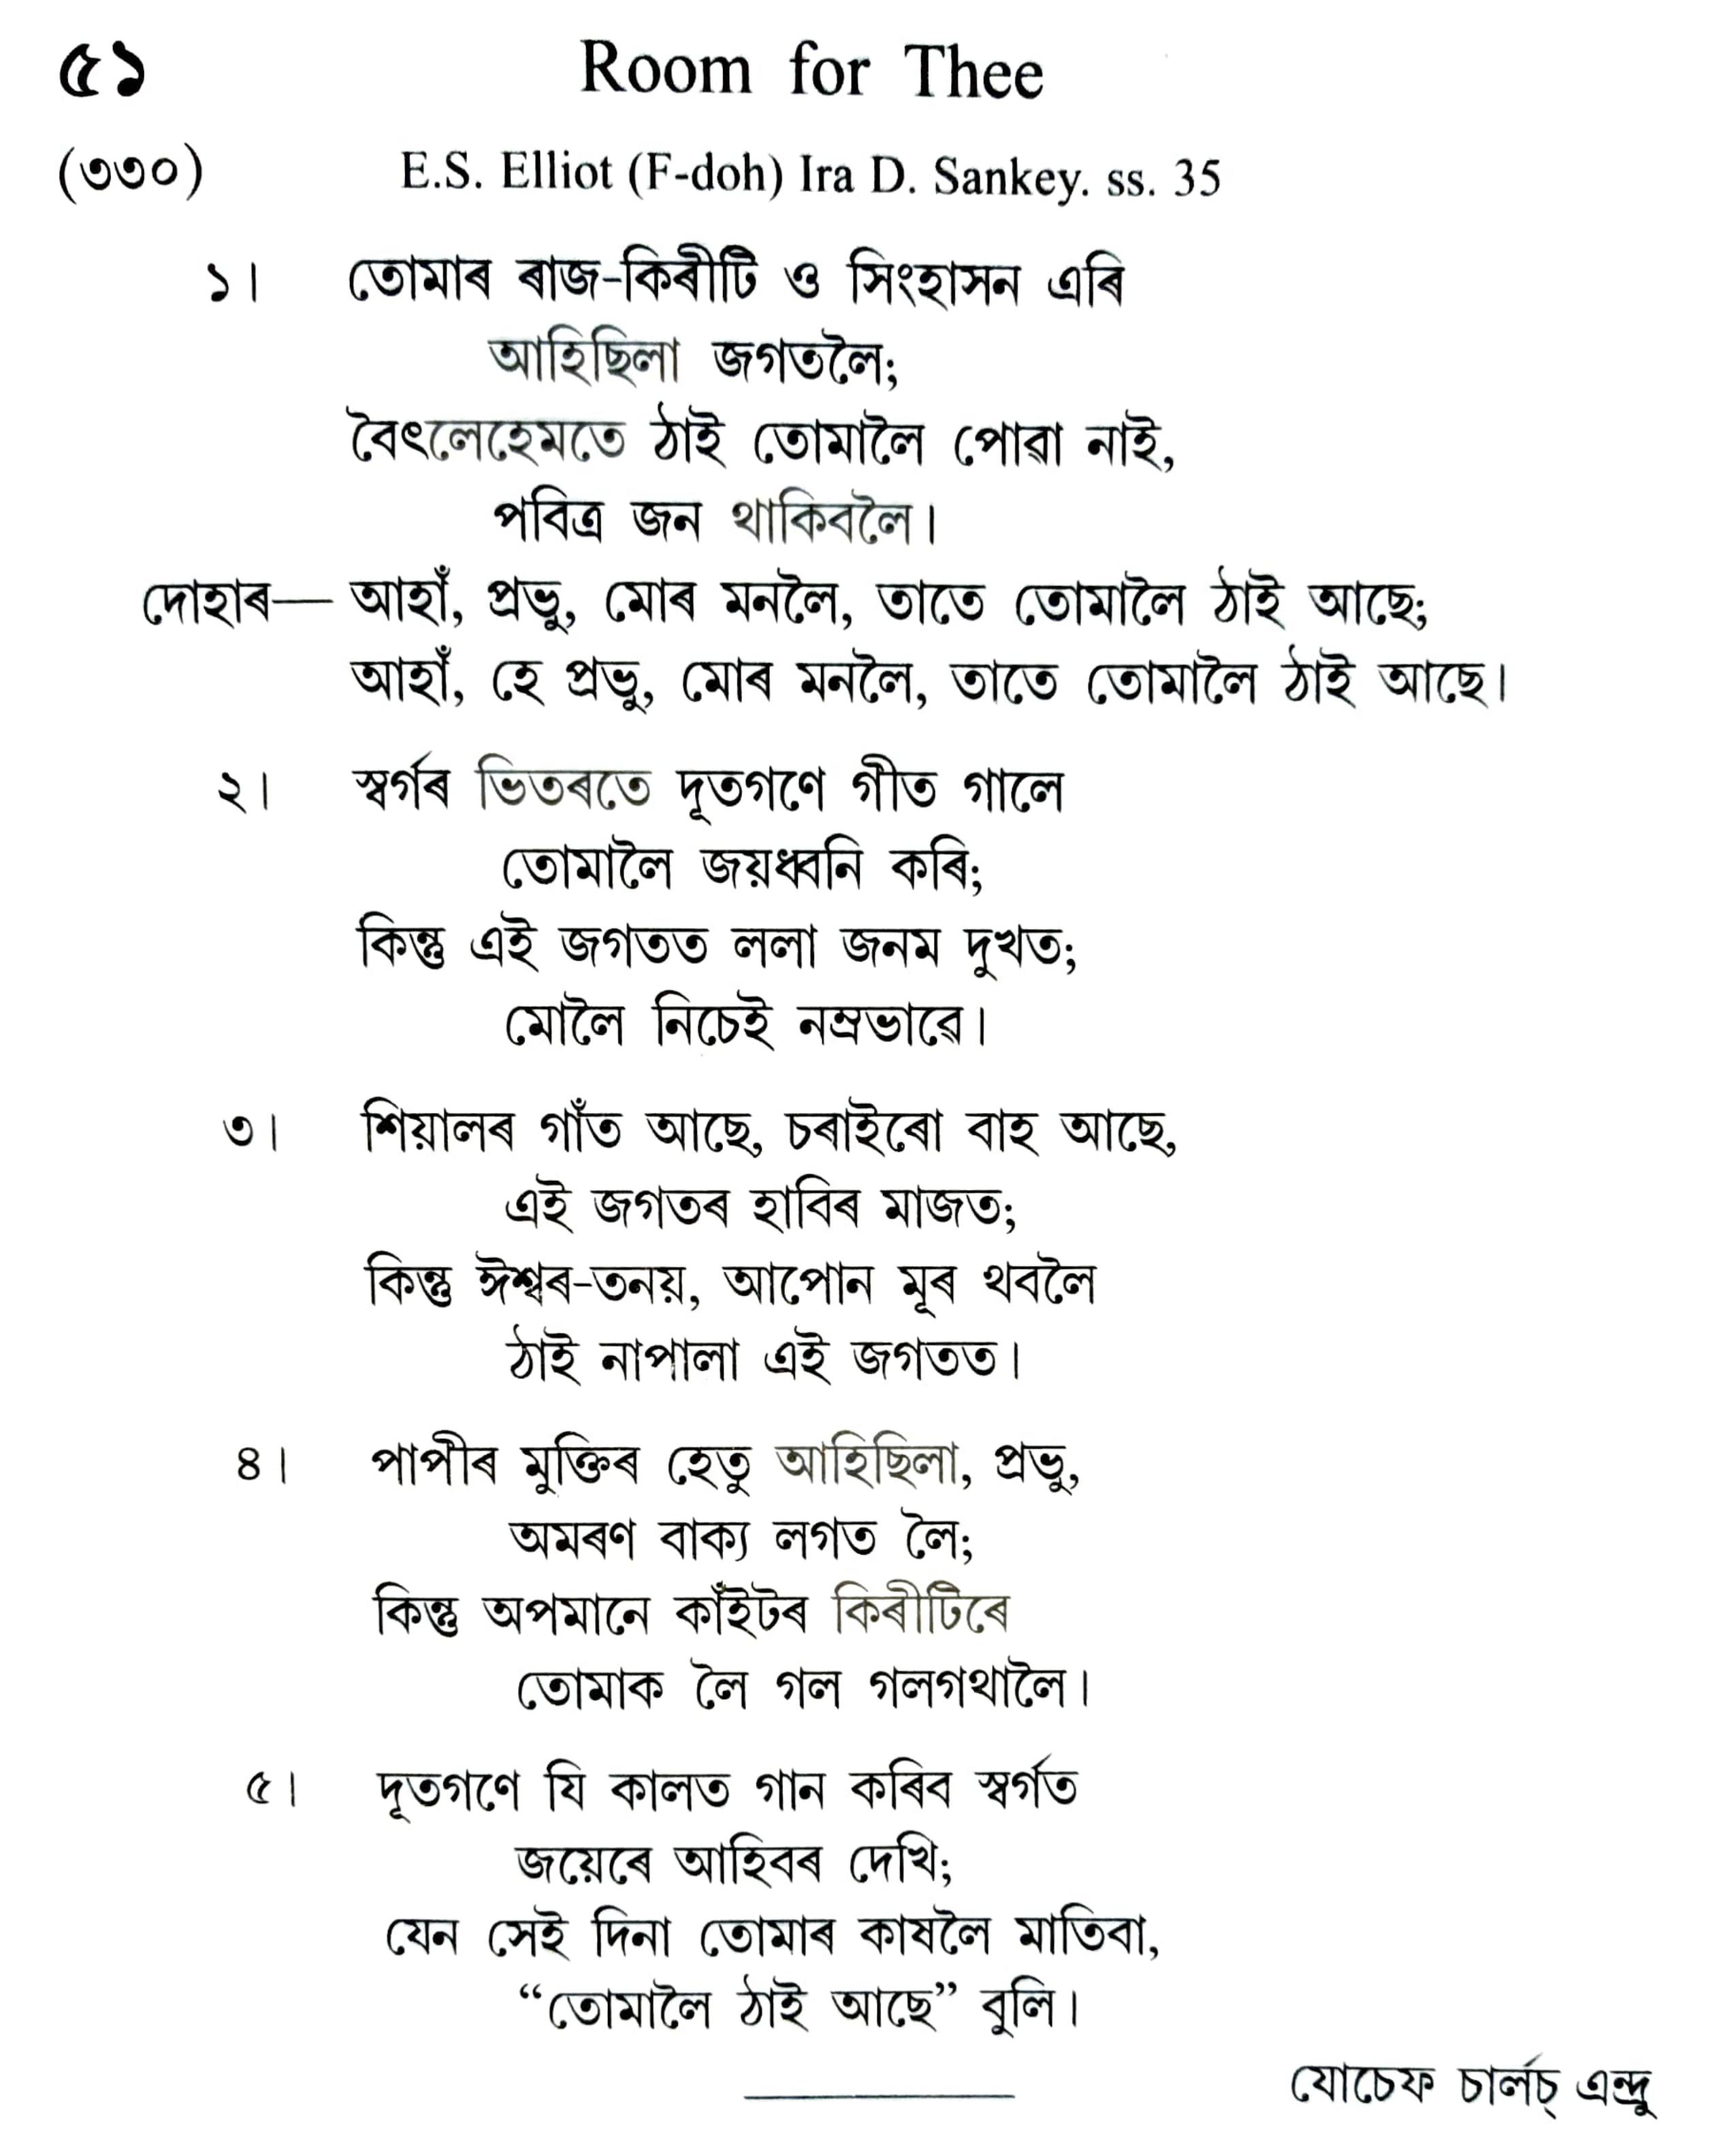 ৫১ Room for Thee
(৩৩০) E.S. Elliot (F-doh) Ira D. Sankey. ss. 35
১। তোমাৰ ৰাজ-কিৰীটি ও সিংহাসন এৰি
আহিছিলা জগতলৈ;
বৈৎলেহেমতে ঠাই তোমালৈ পোৱা নাই,
পবিত্ৰ জন থাকিবলৈ।
দোহাৰ— আহাঁ, প্ৰভু, মোৰ মনলৈ, তাতে তোমালৈ ঠাই আছে;
আহাঁ, হে প্ৰভু, মোৰ মনলৈ, তাতে তোমালৈ ঠাই আছে।
২। স্বৰ্গৰ ভিতৰতে দূতগণে গীত গালে
তোমালৈ জয়ধ্বনি কৰি;
কিন্তু এই জগতত ললা জনম দুখত;
মোলৈ নিচেই নম্ৰভাৱে।
৩। শিয়ালৰ গাঁত আছে, চৰাইৰো বাহ আছে,
এই জগতৰ হাবিৰ মাজত;
কিন্তু ঈশ্বৰ-তনয়, আপোন মূৰ থবলৈ
ঠাই নাপালা এই জগতত।
৪। পাপীৰ মুক্তিৰ হেতু আহিছিলা, প্ৰভু,
অমৰণ বাক্য লগত লৈ;
কিন্তু অপমানে কাঁইটৰ কিৰীটিৰে
তোমাক লৈ গল গলগথালৈ।
৫। দূতগণে যি কালত গান কৰিব স্বৰ্গত
জয়েৰে আহিবৰ দেখি;
যেন সেই দিনা তোমাৰ কাষলৈ মাতিবা,
“তোমালৈ ঠাই আছে” বুলি।
যোচেফ চাৰ্লচ্ এন্দ্ৰু